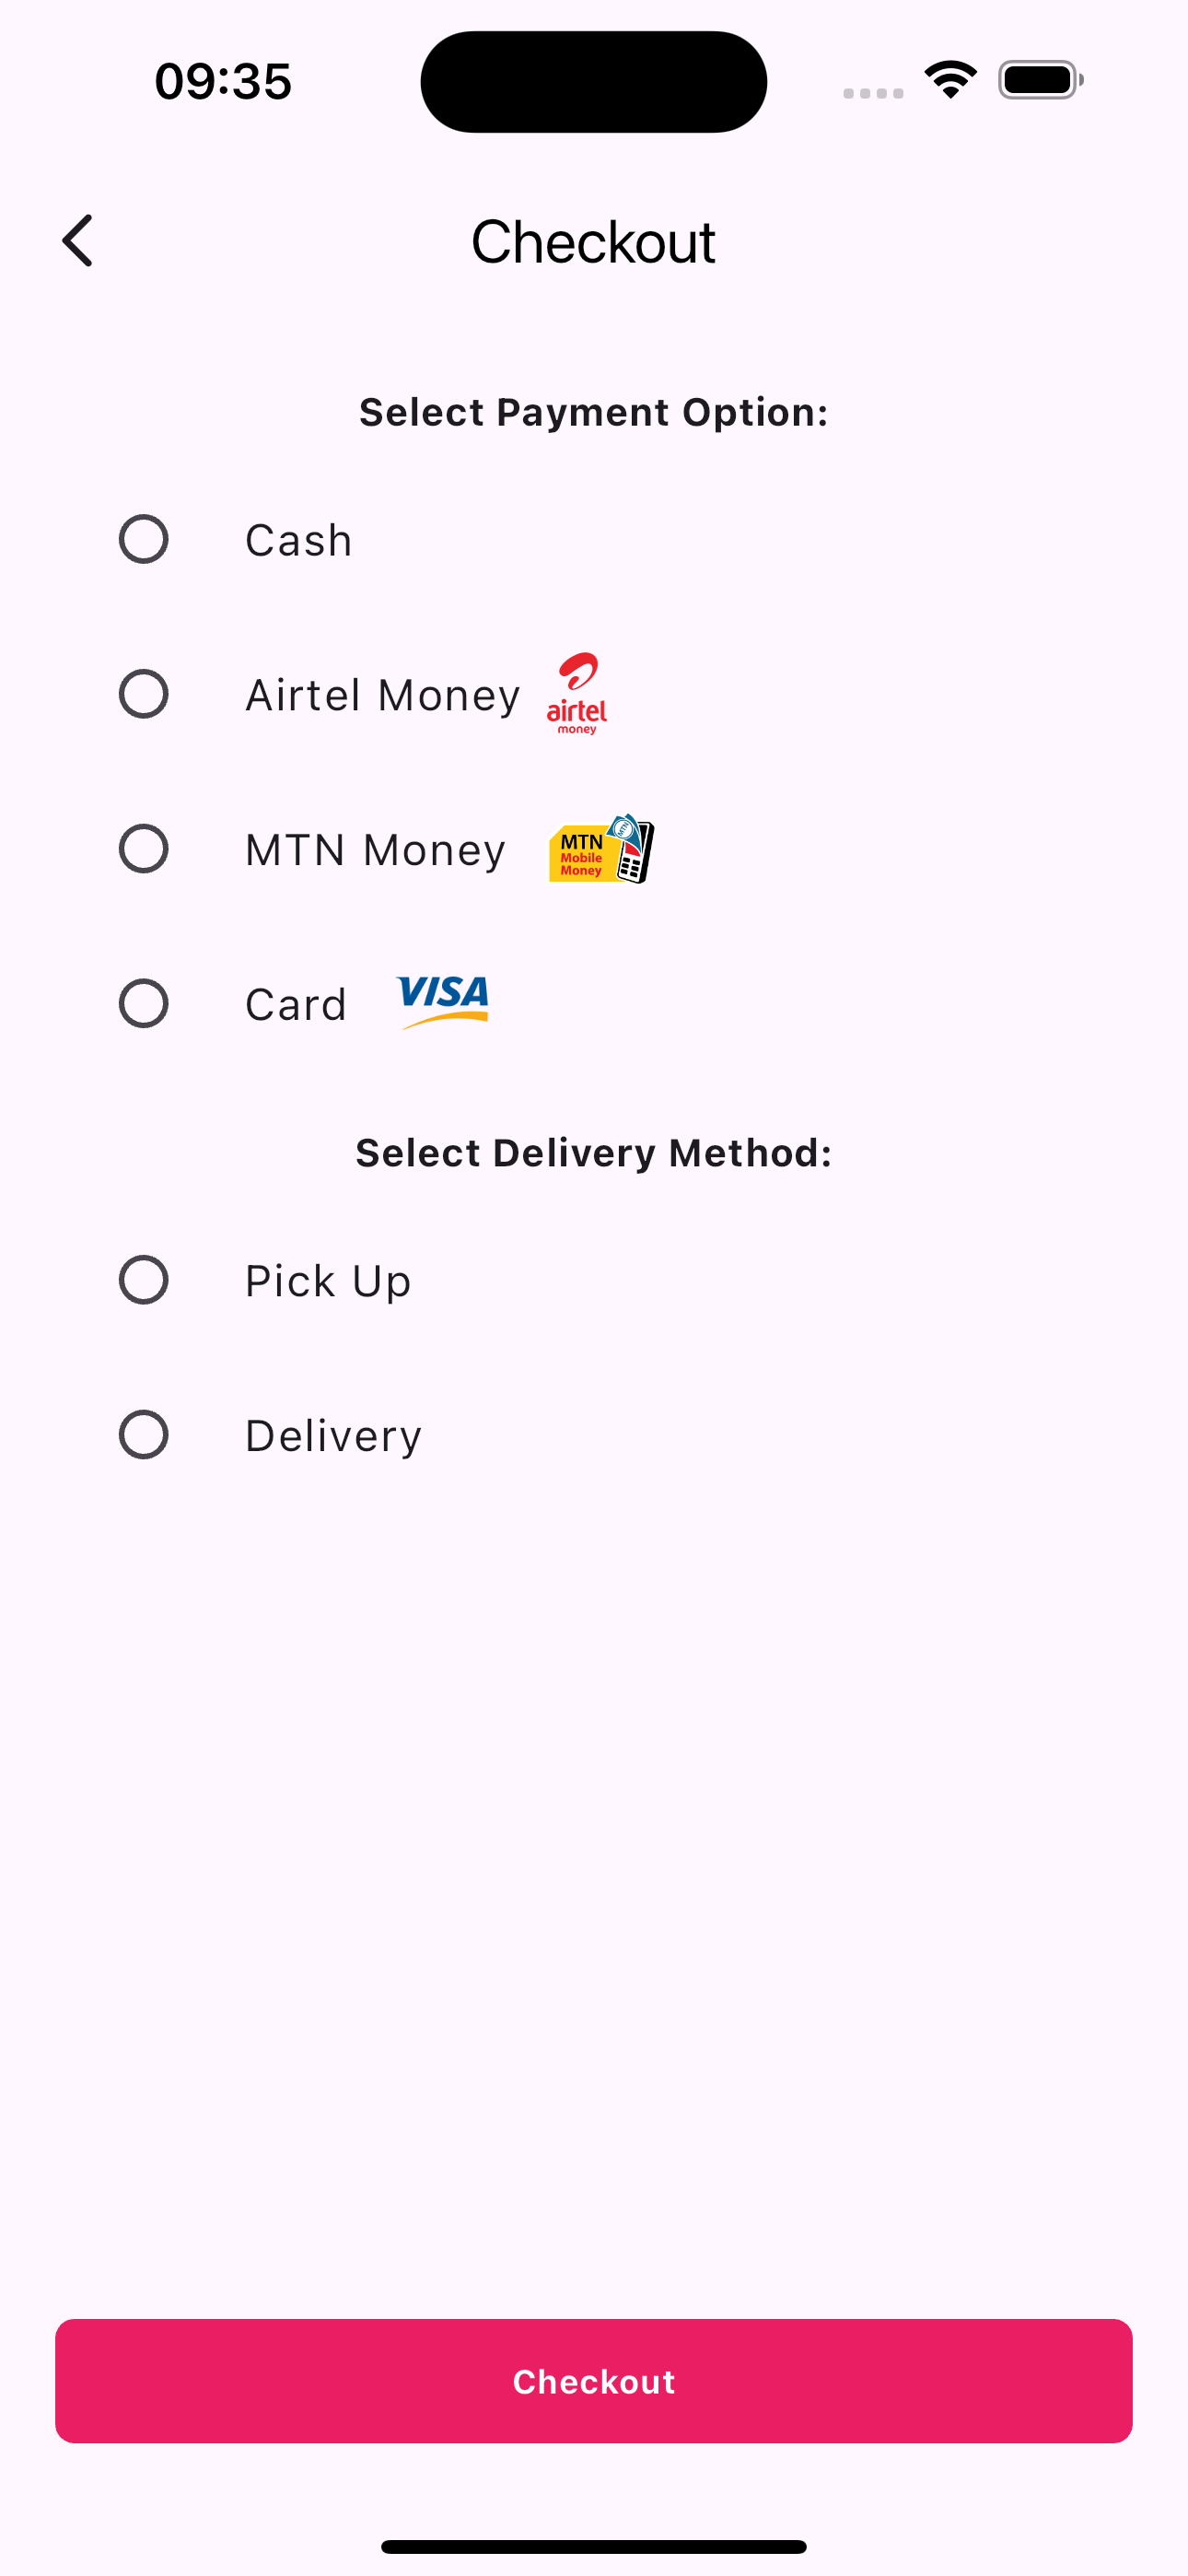 09:35
Checkout
Select Payment Option:
Cash
Airtel Money
airtel
money
MTN Money
MTN
Mobile
Money
Card
VISA
Select Delivery Method:
Pick Up
Delivery
Checkout